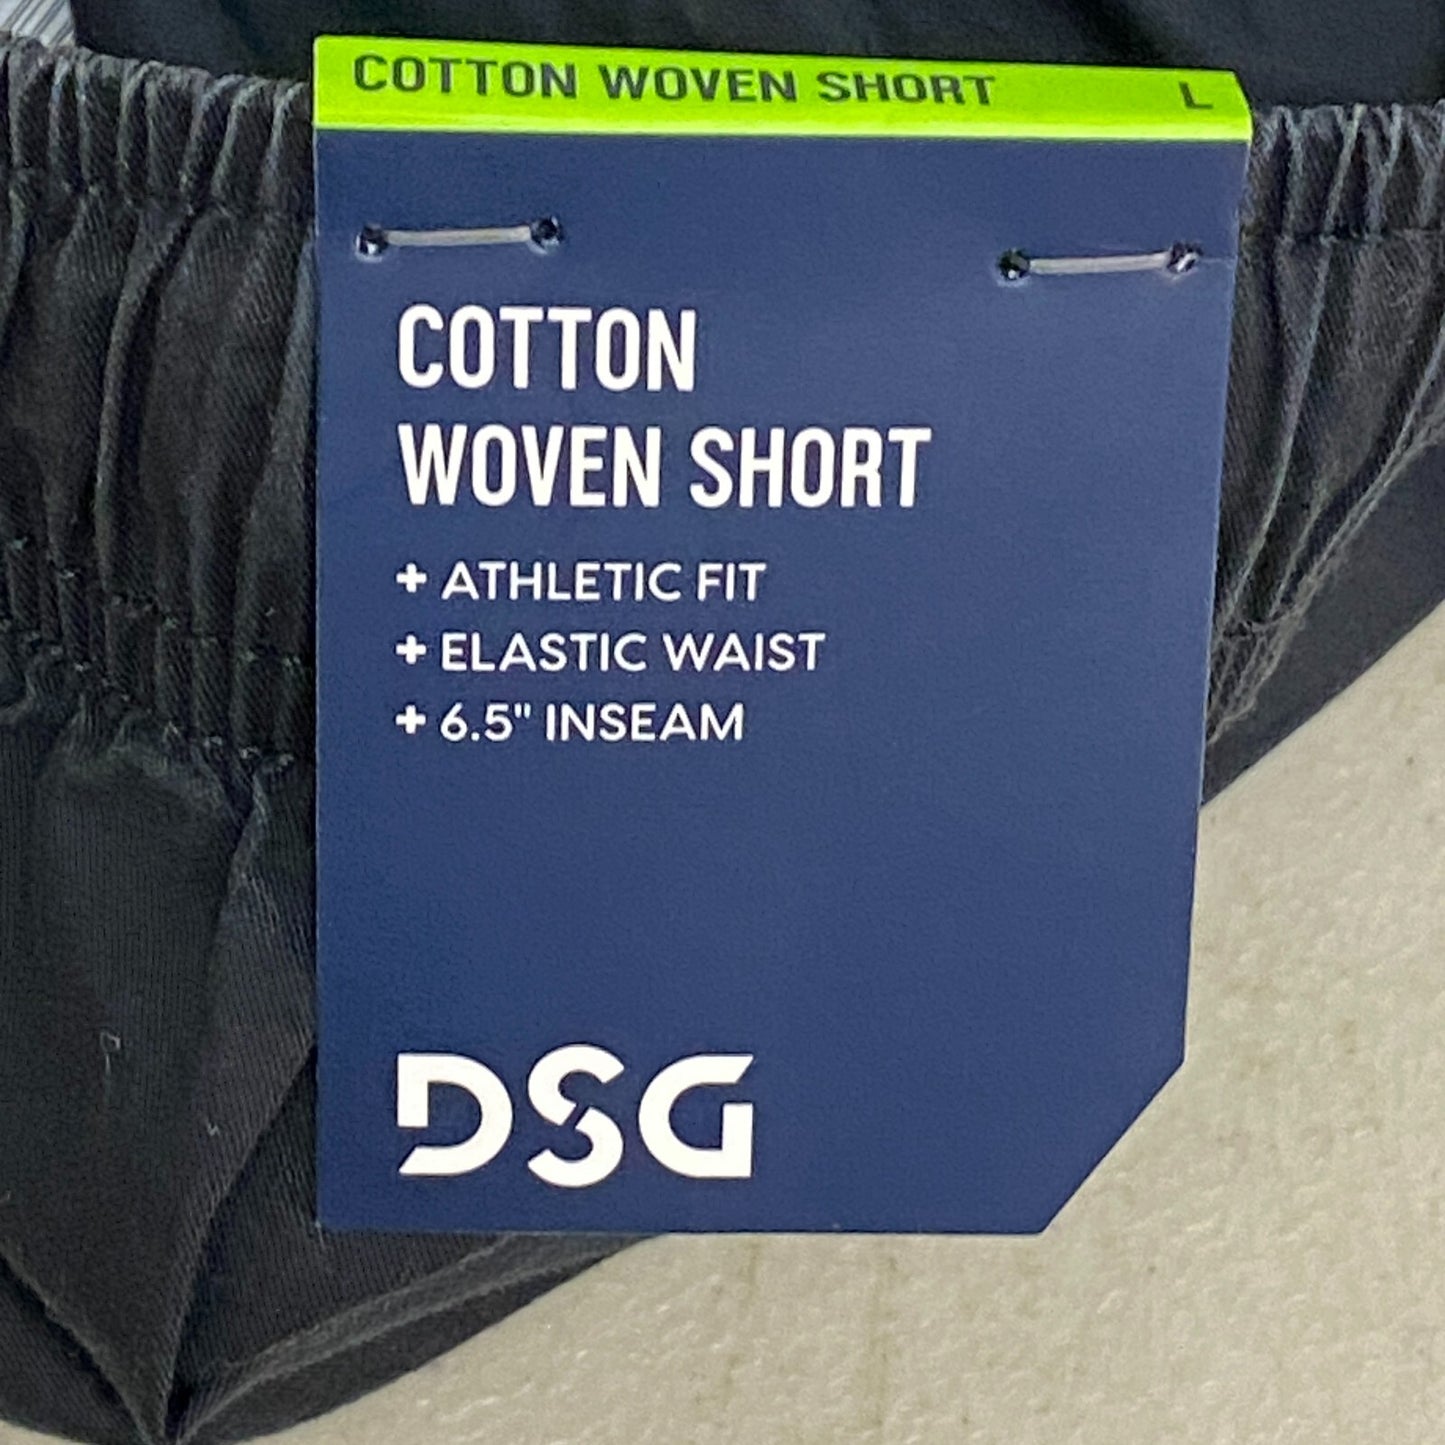 COTTON WOVEN SHORT L
COTTON
WOVEN SHORT
+ ATHLETIC FIT
+ ELASTIC WAIST
+ 6.5" INSEAM
DSG